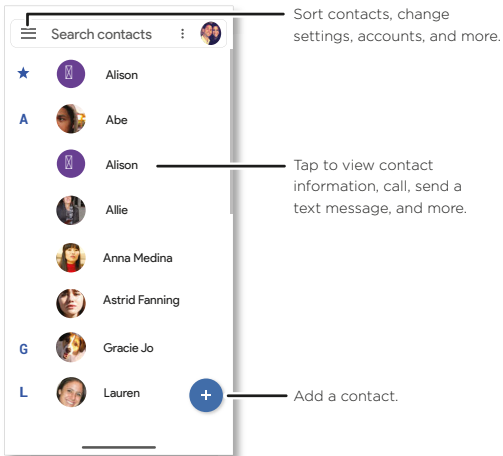 Search contacts
Sort contacts, change
settings, accounts, and more.
Alison
A
Abe
Alison
Tap to view contact
information, call, send a
text message, and more.
Allie
Anna Medina
Astrid Fanning
G
Gracie Jo
L
Lauren
+
Add a contact.